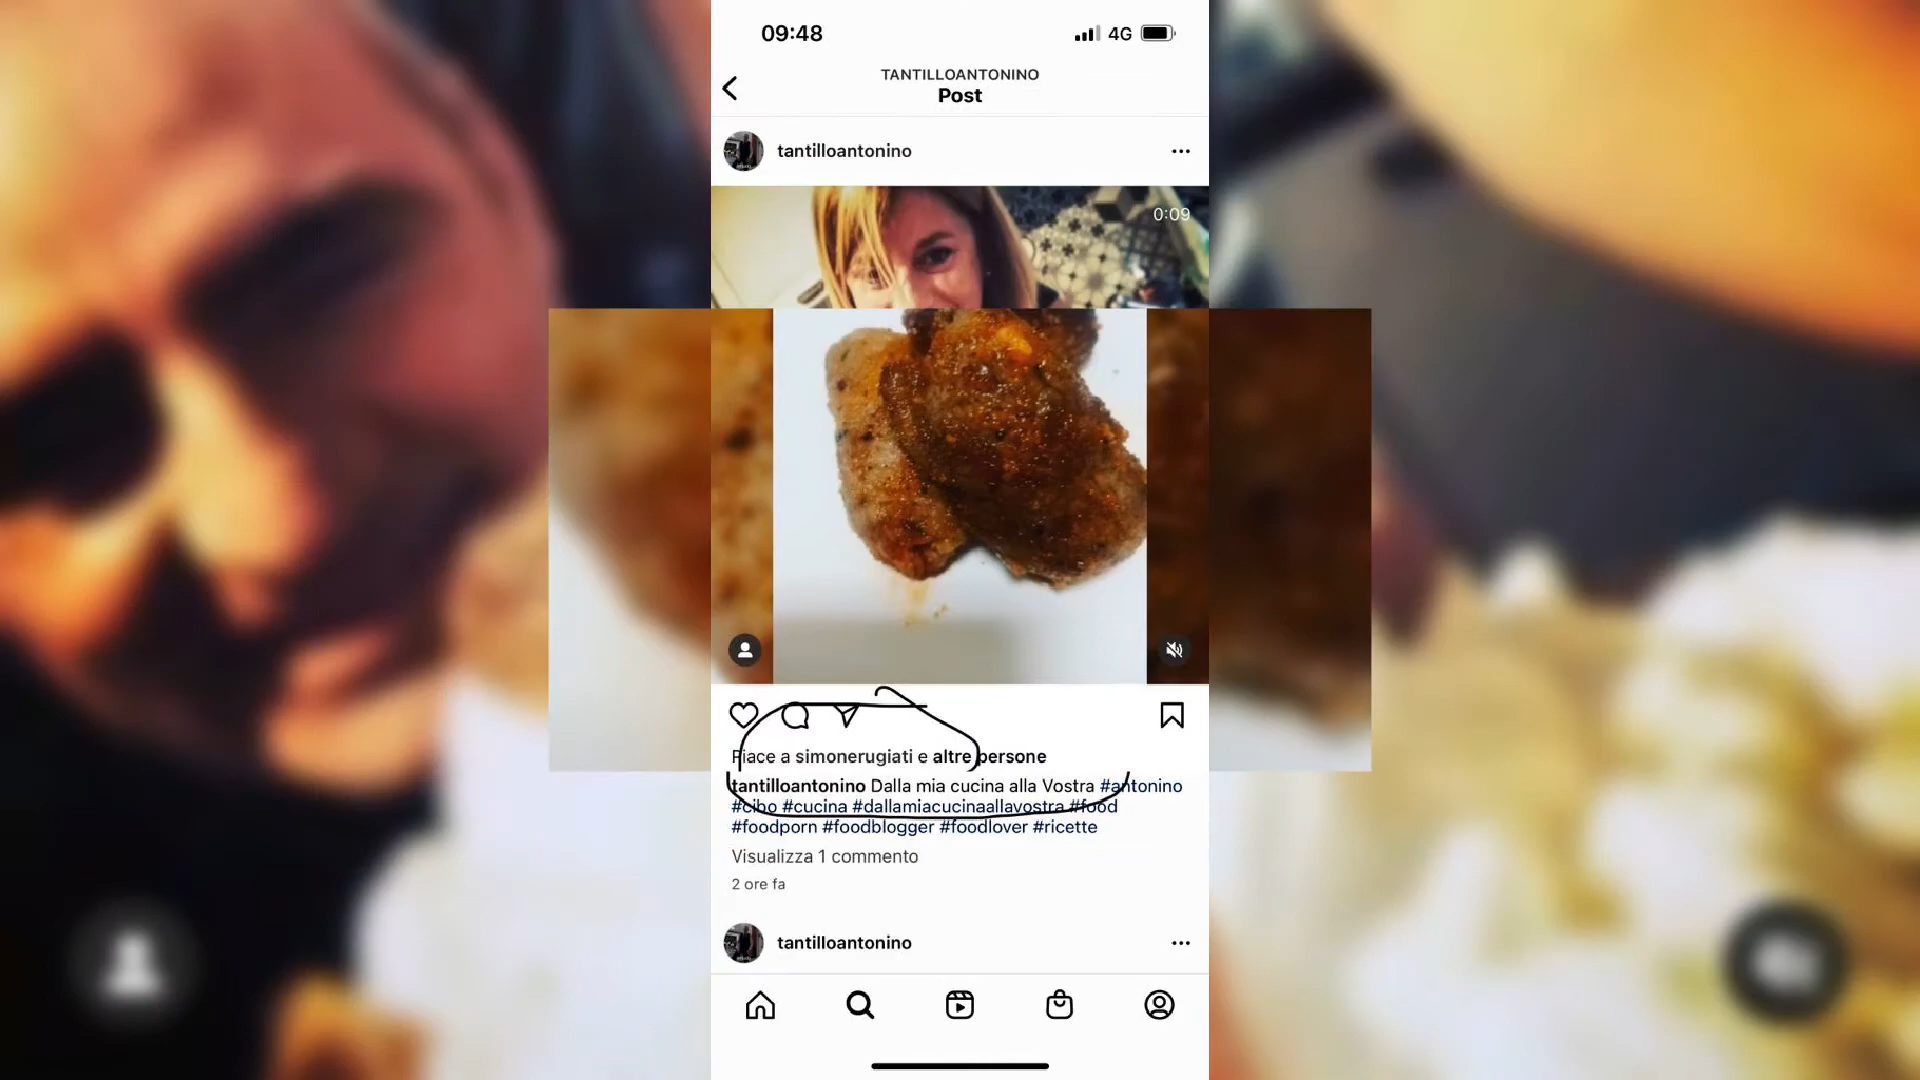 09:48
4G
TANTILLOANTONINO
Post
tantilloantonino
0:09
Piace a simonerugiati e altre persone
tantilloantonino Dalla mia cucina alla Vostra #antonino
#cibo #cucina #dallamiacucinaallavostra #food
#foodporn #foodblogger #foodlover #ricette
Visualizza 1 commento
2 ore fa
tantilloantonino